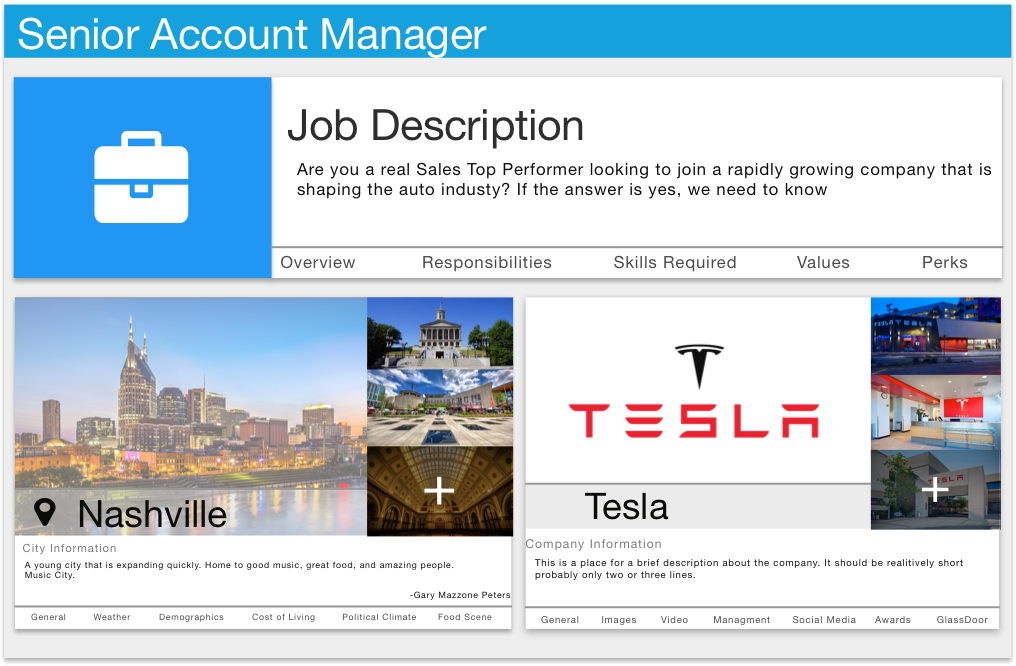 Senior Account Manager
Job Description
Are you a real Sales Top Performer looking to join a rapidly growing company that is
shaping the auto industy? If the answer is yes, we need to know
Overview Responsibilities Skills Required Values Perks
Nashville
City Information
A young city that is expanding quickly. Home to good music, great food, and amazing people.
Music City.
-Gary Mazzone Peters
General Weather Demographics Cost of Living Political Climate Food Scene
TESLA
TESLA
Tesla
Company Information
This is a place for a brief description about the company. It should be realitively short
probably only two or three lines.
General Images Video Managment Social Media Awards GlassDoor